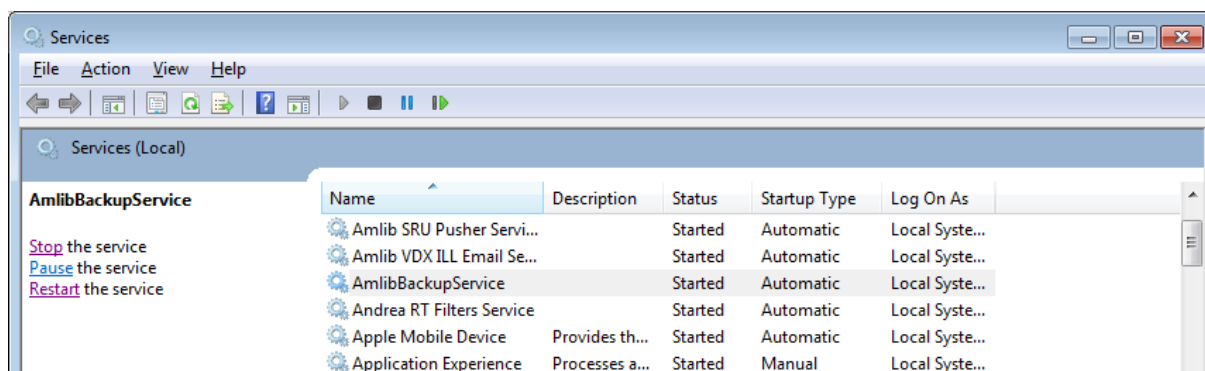 Services
File Action View Help
Services (Local)
AmlibBackupService
Stop the service
Pause the service
Restart the service
Name Description Status Startup Type Log On As
Amlib SRU Pusher Servi... Started Automatic Local Syste...
Amlib VDX ILL Email Se... Started Automatic Local Syste...
AmlibBackupService Started Automatic Local Syste...
Andrea RT Filters Service Started Automatic Local Syste...
Apple Mobile Device Provides th... Started Automatic Local Syste...
Application Experience Processes a... Started Manual Local Syste...